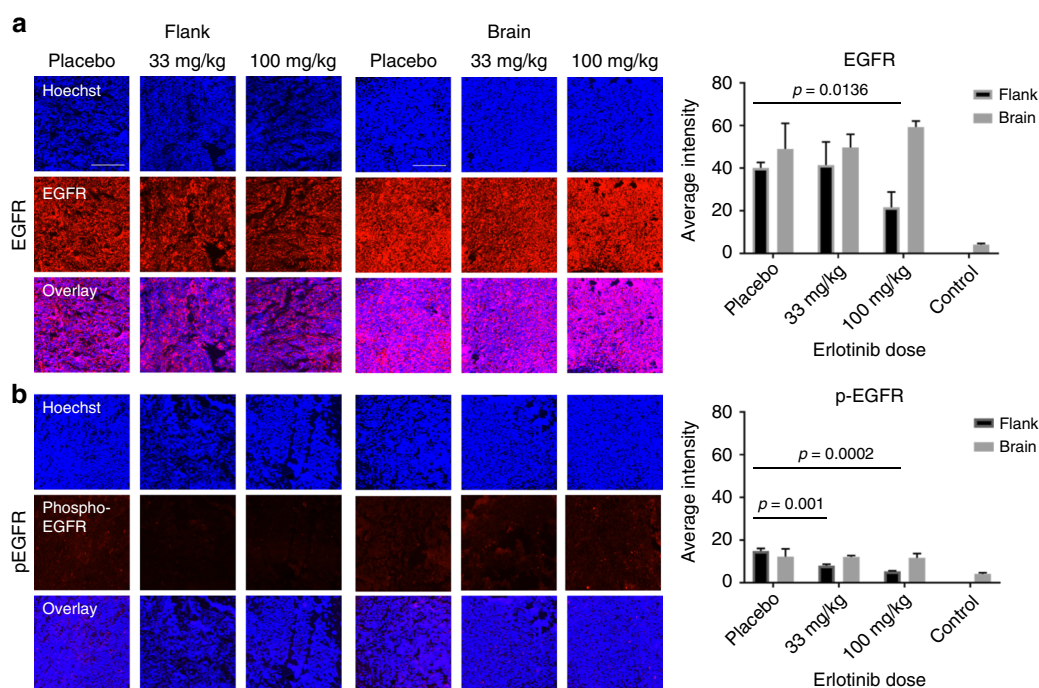 a
Flank
Brain
Placebo
33 mg/kg
100 mg/kg
Placebo
33 mg/kg
100 mg/kg
Hoechst
EGFR
Overlay
EGFR
EGFR
Average intensity
80
60
40
20
0
p = 0.0136
Flank
Brain
Placebo
33 mg/kg
100 mg/kg
Control
Erlotinib dose
b
Hoechst
Phospho-
EGFR
Overlay
pEGFR
p-EGFR
Average intensity
80
60
40
20
0
p = 0.0002
p = 0.001
Flank
Brain
Placebo
33 mg/kg
100 mg/kg
Control
Erlotinib dose